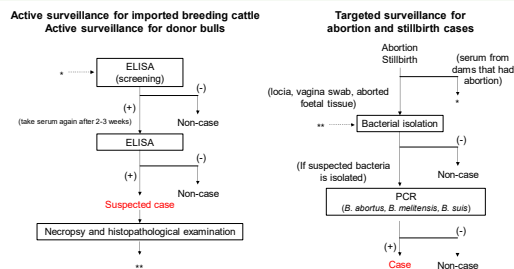 Active surveillance for imported breeding cattle
Active surveillance for donor bulls
*
ELISA
(screening)
(+)
(-)
(take serum again after 2-3 weeks)
Non-case
ELISA
(+)
(-)
Non-case
Suspected case
Necropsy and histopathological examination
**
Targeted surveillance for
abortion and stillbirth cases
Abortion
Stillbirth
(serum from
dams that had
abortion)
*
(locia, vagina swab, aborted
foetal tissue)
**
Bacterial isolation
(-)
(If suspected bacteria
is isolated)
Non-case
PCR
(B. abortus, B. melitensis, B. suis)
(+)
(-)
Case
Non-case